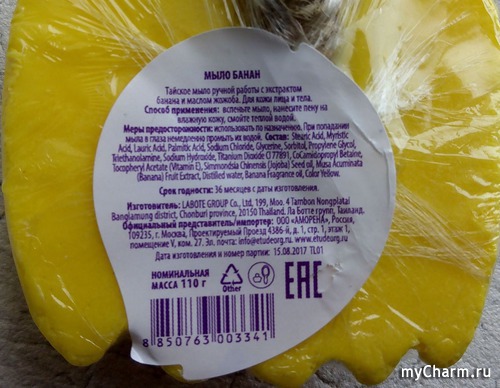 МЫЛО БАНАН
Тайское мыло ручной работы с экстрактом
банана и маслом жожоба. Для кожи лица и тела.
Способ применения: вспеньте мыло, нанесите пену на
влажную кожу, смойте теплой водой.
Меры предосторожности: использовать по назначению. При попадании
мыла в глаза немедленно промыть их водой. Состав: Stearic Acid, Myristic
Acid, Lauric Acid, Palmitic Acid, Sodium Chloride, Glycerine, Sorbitol, Propylene Glycol,
Triethanolamine, Sodium Hydroxide, Titanium Dioxide CI 77891, CoCamidopropyl Betaine,
Tocopheryl Acetate (Vitamin E), Simmondsia Chinensis (Jojoba) Seed oil, Musa Acuminata
(Banana) Fruit Extract, Distilled water, Banana Fragrance oil, Color Yellow.
Срок годности: 36 месяцев с даты изготовления.
Изготовитель: LABOTE GROUP Co., Ltd, 199, Moo. 4 Tambon Nongplalai
Banglamung district, Chonburi province, 20150 Thailand. Ла Ботте групп, Таиланд.
Официальный представитель/импортер: ООО «АМОРЕНА», Россия,
109235, г. Москва, Проектируемый Проезд 4386-й, д. 1, стр. 1, этаж 1,
помещение V, ком. 27. Эл. почта: info@etudeorg.ru www.etudeorg.ru
Дата изготовления и номер партии: 15.08.2017 TL01
НОМИНАЛЬНАЯ
МАССА 110 г
Other
EAC
8 850763 003341
myCharm.ru